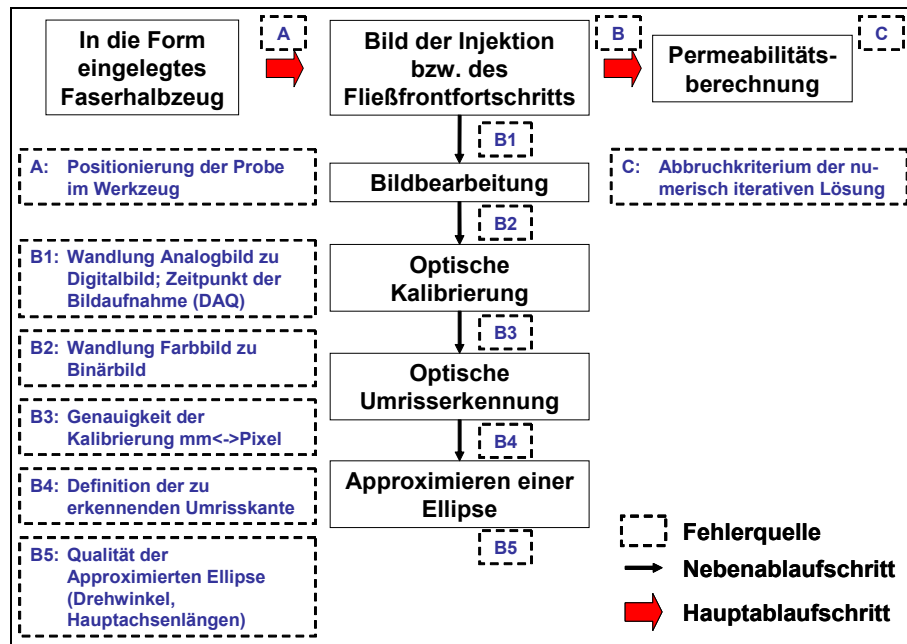 In die Form
eingelegtes
Faserhalbzeug
A
Bild der Injektion
bzw. des
Fließfrontfortschritts
B
Permeabilitäts-
berechnung
C
B1
A: Positionierung der Probe
im Werkzeug
Bildbearbeitung
C: Abbruchkriterium der nu-
merisch iterativen Lösung
B2
B1: Wandlung Analogbild zu
Digitalbild; Zeitpunkt der
Bildaufnahme (DAQ)
Optische
Kalibrierung
B3
B2: Wandlung Farbbild zu
Binärbild
Optische
Umrisserkennung
B3: Genauigkeit der
Kalibrierung mm<->Pixel
B4
B4: Definition der zu
erkennenden Umrisskante
Approximieren einer
Ellipse
B5
B5: Qualität der
Approximierten Ellipse
(Drehwinkel,
Hauptachsenlängen)
Fehlerquelle
Nebenablaufschritt
Hauptablaufschritt